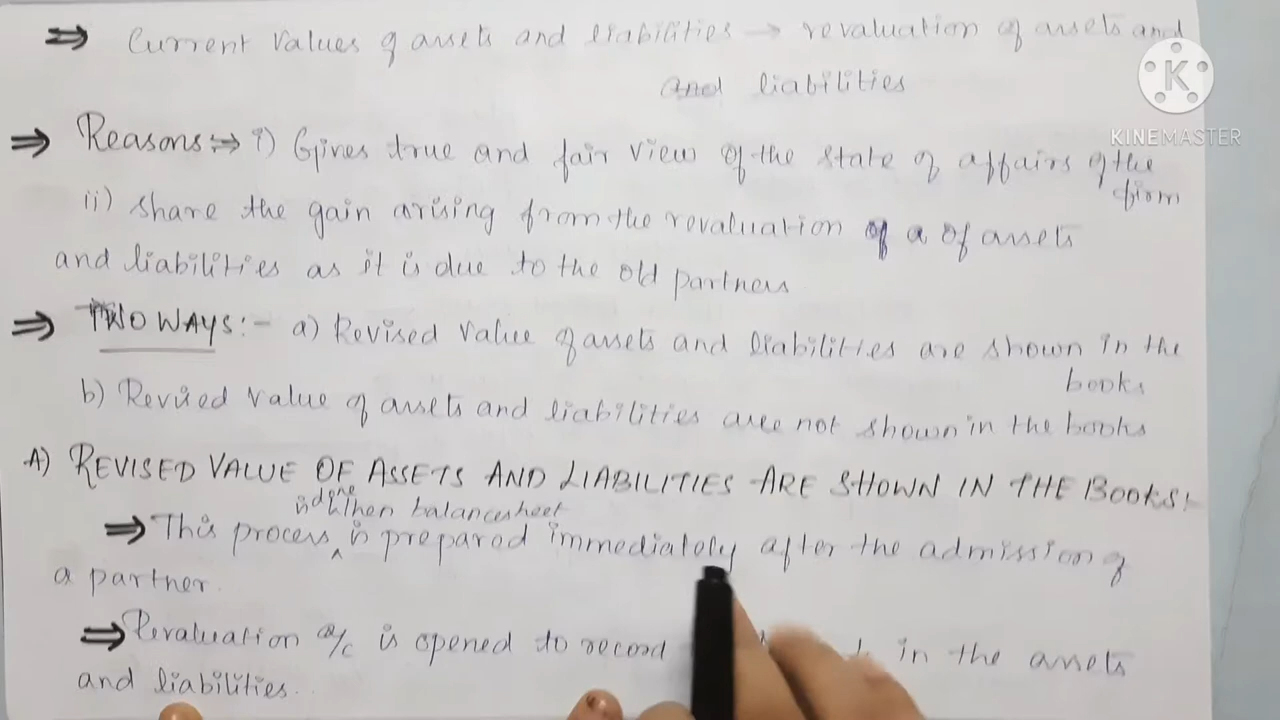 ⇒ Current Values of assets and liabilities → revaluation of assets and
and liabilities
K
KINEMASTER
⇒ Reasons:⇒ i) Gives true and fair view of the state of affairs of the
firm
ii) share the gain arising from the revaluation of a of assets
and liabilities as it is due to the old partners
⇒ TWO WAYS:- a) Revised Value of assets and liabilities are shown in the
books
b) Revised Value of assets and liabilities are not shown in the books
A) REVISED VALUE OF ASSETS AND LIABILITIES ARE SHOWN IN THE BOOKS:-
is done then balancesheet
⇒ This process ^ is prepared immediately after the admission of
a partner.
⇒ Revaluation a/c is opened to record in the assets
and liabilities.